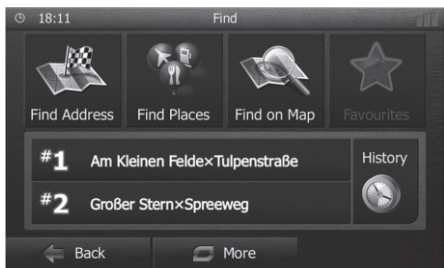 18:11 Find
Find Address Find Places Find on Map Favourites
#1 Am Kleinen Felde×Tulpenstraße History
#2 Großer Stern×Spreeweg
Back More